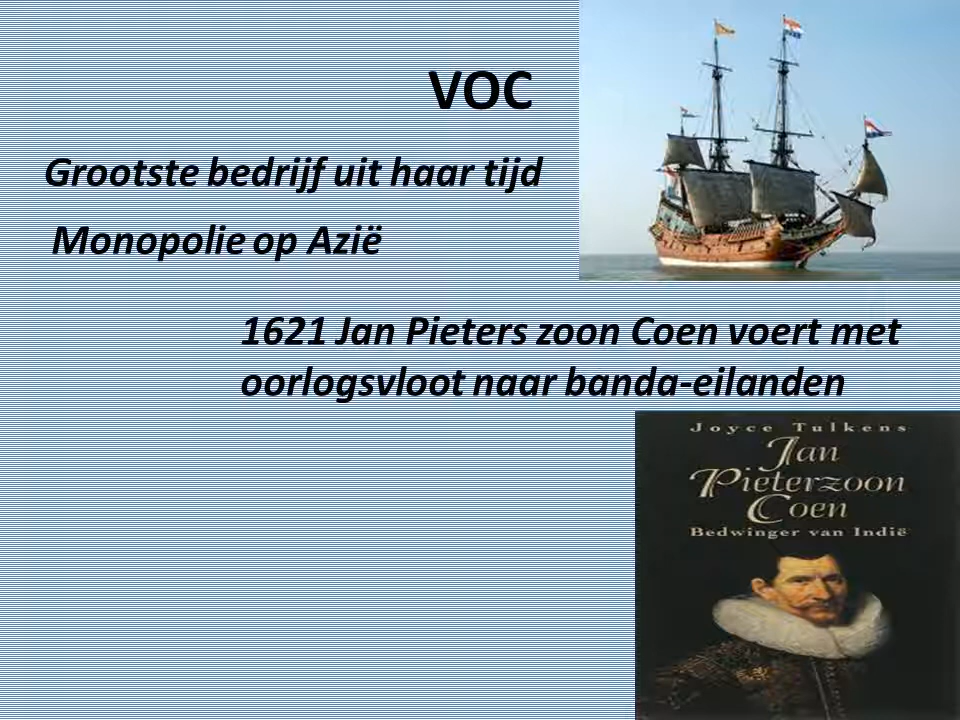 VOC
Grootste bedrijf uit haar tijd
Monopolie op Azië
1621 Jan Pieters zoon Coen voert met
oorlogsvloot naar banda-eilanden
Joyce Tulkens
Jan
Pieterzoon
Coen
Bedwinger van Indië